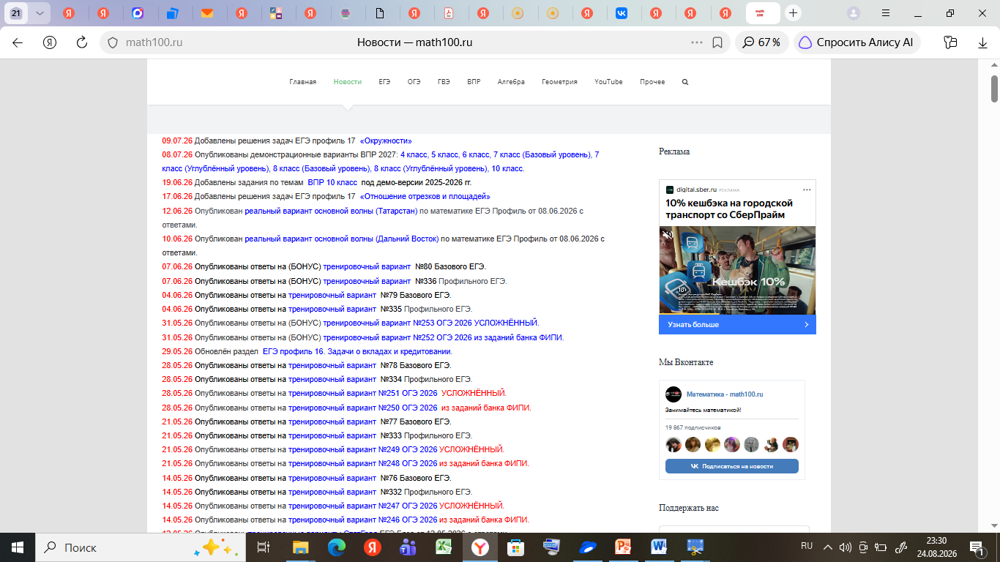 21
math100.ru
Новости — math100.ru
67 %
Спросить Алису AI
Главная
Новости
ЕГЭ
ОГЭ
ГВЭ
ВПР
Алгебра
Геометрия
YouTube
Прочее
09.07.26 Добавлены решения задач ЕГЭ профиль 17 «Окружности»
08.07.26 Опубликованы демонстрационные варианты ВПР 2027: 4 класс, 5 класс, 6 класс, 7 класс (Базовый уровень), 7
класс (Углублённый уровень), 8 класс (Базовый уровень), 8 класс (Углублённый уровень), 10 класс.
19.06.26 Добавлены задания по темам ВПР 10 класс под демо-версии 2025-2026 гг.
17.06.26 Добавлены решения задач ЕГЭ профиль 17 «Отношение отрезков и площадей»
12.06.26 Опубликован реальный вариант основной волны (Татарстан) по математике ЕГЭ Профиль от 08.06.2026 с
ответами.
10.06.26 Опубликован реальный вариант основной волны (Дальний Восток) по математике ЕГЭ Профиль от 08.06.2026 с
ответами.
07.06.26 Опубликованы ответы на (БОНУС) тренировочный вариант №80 Базового ЕГЭ.
07.06.26 Опубликованы ответы на (БОНУС) тренировочный вариант №336 Профильного ЕГЭ.
04.06.26 Опубликованы ответы на тренировочный вариант №79 Базового ЕГЭ.
04.06.26 Опубликованы ответы на тренировочный вариант №335 Профильного ЕГЭ.
31.05.26 Опубликованы ответы на (БОНУС) тренировочный вариант №253 ОГЭ 2026 УСЛОЖНЁННЫЙ.
31.05.26 Опубликованы ответы на (БОНУС) тренировочный вариант №252 ОГЭ 2026 из заданий банка ФИПИ.
29.05.26 Обновлён раздел ЕГЭ профиль 16. Задачи о вкладах и кредитовании.
28.05.26 Опубликованы ответы на тренировочный вариант №78 Базового ЕГЭ.
28.05.26 Опубликованы ответы на тренировочный вариант №334 Профильного ЕГЭ.
28.05.26 Опубликованы ответы на тренировочный вариант №251 ОГЭ 2026 УСЛОЖНЁННЫЙ.
28.05.26 Опубликованы ответы на тренировочный вариант №250 ОГЭ 2026 из заданий банка ФИПИ.
21.05.26 Опубликованы ответы на тренировочный вариант №77 Базового ЕГЭ.
21.05.26 Опубликованы ответы на тренировочный вариант №333 Профильного ЕГЭ.
21.05.26 Опубликованы ответы на тренировочный вариант №249 ОГЭ 2026 УСЛОЖНЁННЫЙ.
21.05.26 Опубликованы ответы на тренировочный вариант №248 ОГЭ 2026 из заданий банка ФИПИ.
14.05.26 Опубликованы ответы на тренировочный вариант №76 Базового ЕГЭ.
14.05.26 Опубликованы ответы на тренировочный вариант №332 Профильного ЕГЭ.
14.05.26 Опубликованы ответы на тренировочный вариант №247 ОГЭ 2026 УСЛОЖНЁННЫЙ.
14.05.26 Опубликованы ответы на тренировочный вариант №246 ОГЭ 2026 из заданий банка ФИПИ.
Реклама
digital.sber.ru РЕКЛАМА
10% кешбэка на городской
транспорт со СберПрайм
Кешбэк 10%
18+
Узнать больше
Мы Вконтакте
Математика - math100.ru
Занимайтесь математикой!
19 867 подписчиков
Подписаться на новости
Поддержать нас
Поиск
RU
23:30
24.08.2026
1